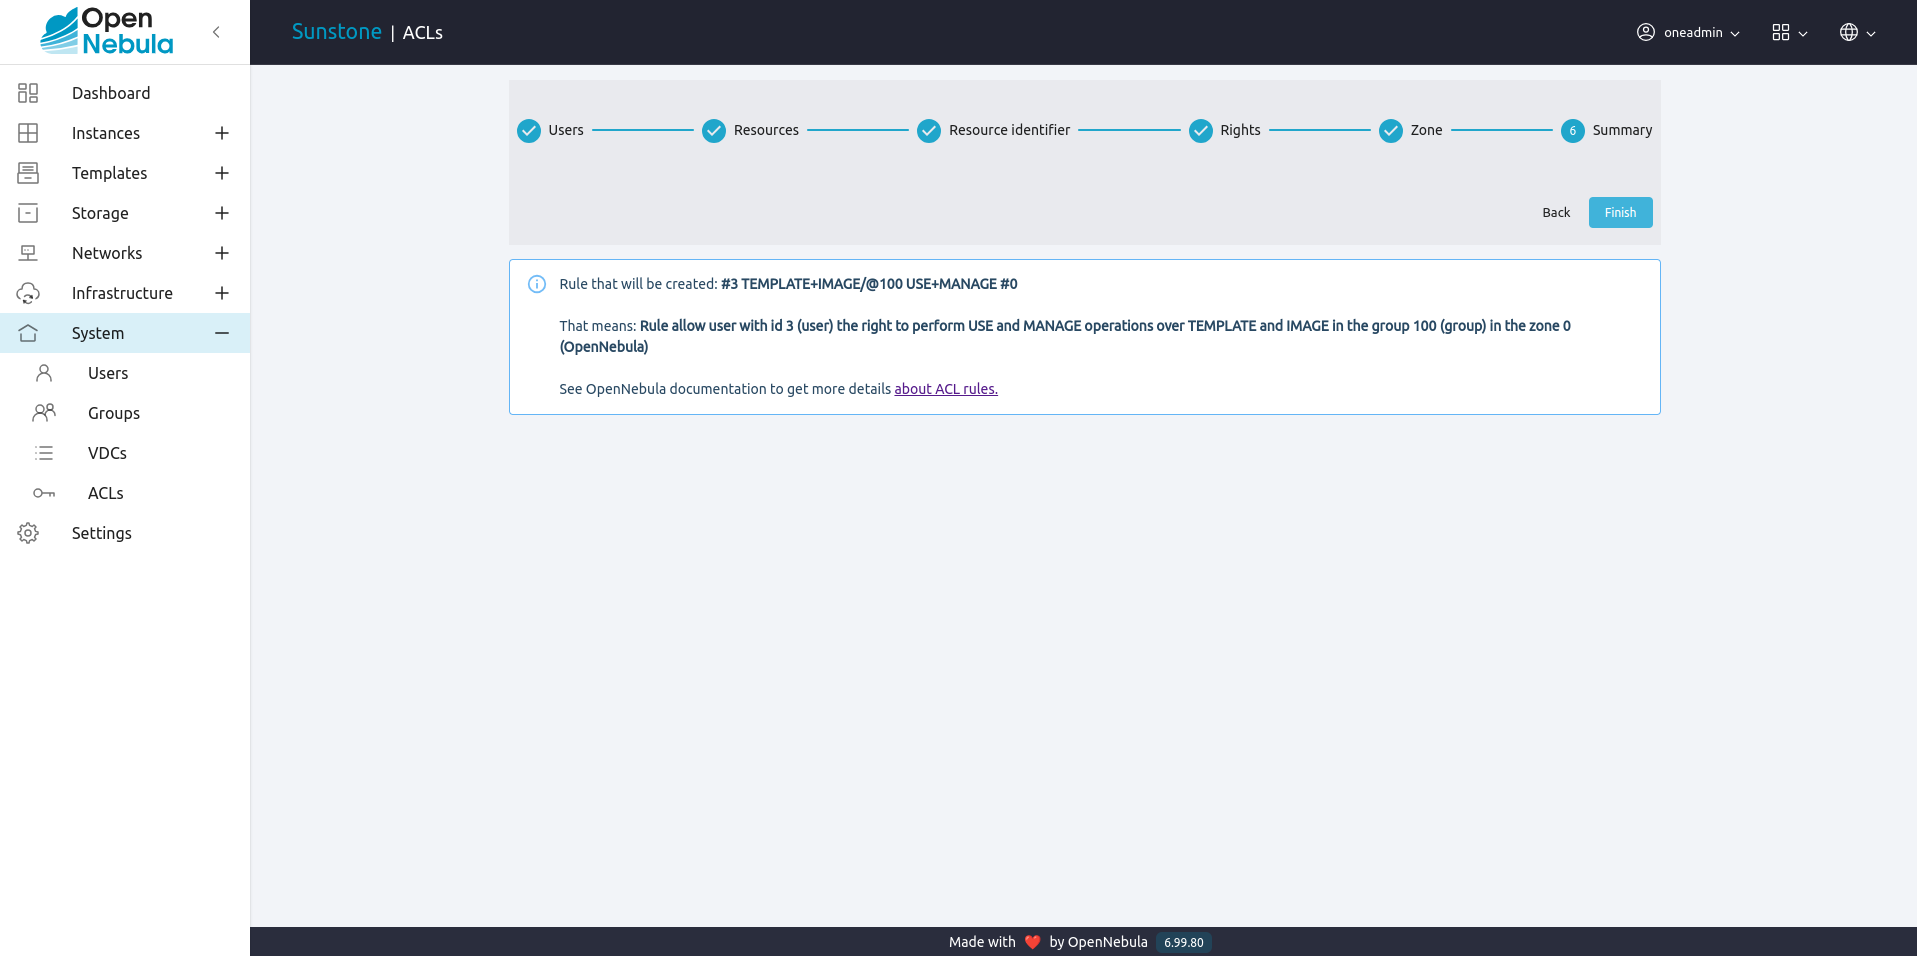 Open
Nebula
Sunstone | ACLs
oneadmin
Dashboard
Instances
Templates
Storage
Networks
Infrastructure
System
Users
Groups
VDCs
ACLs
Settings
Users
Resources
Resource identifier
Rights
Zone
6 Summary
Back
Finish
Rule that will be created: #3 TEMPLATE+IMAGE/@100 USE+MANAGE #0
That means: Rule allow user with id 3 (user) the right to perform USE and MANAGE operations over TEMPLATE and IMAGE in the group 100 (group) in the zone 0
(OpenNebula)
See OpenNebula documentation to get more details about ACL rules.
Made with ❤️ by OpenNebula 6.99.80